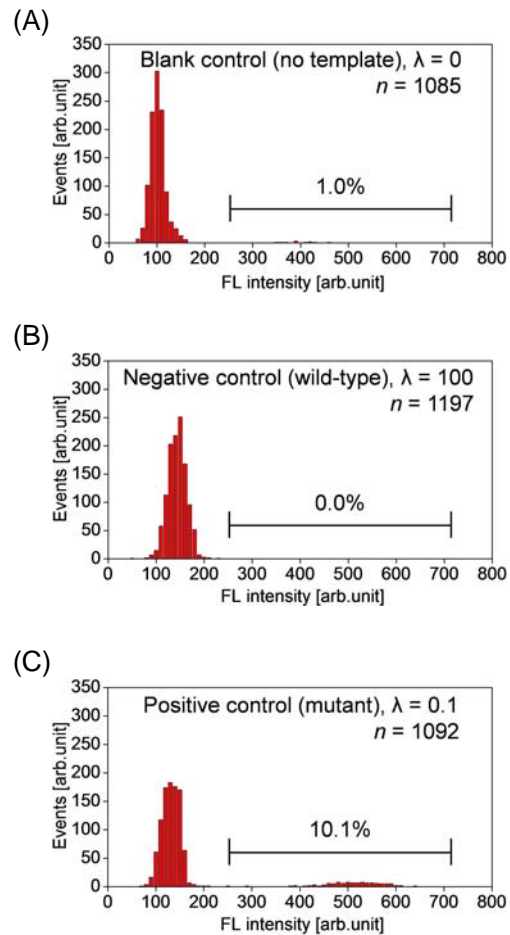 (A)
350
300
250
200
150
100
50
0
Events [arb.unit]
Blank control (no template), λ = 0
n = 1085
1.0%
0 100 200 300 400 500 600 700 800
FL intensity [arb.unit]
(B)
350
300
250
200
150
100
50
0
Events [arb.unit]
Negative control (wild-type), λ = 100
n = 1197
0.0%
0 100 200 300 400 500 600 700 800
FL intensity [arb.unit]
(C)
350
300
250
200
150
100
50
0
Events [arb.unit]
Positive control (mutant), λ = 0.1
n = 1092
10.1%
0 100 200 300 400 500 600 700 800
FL intensity [arb.unit]